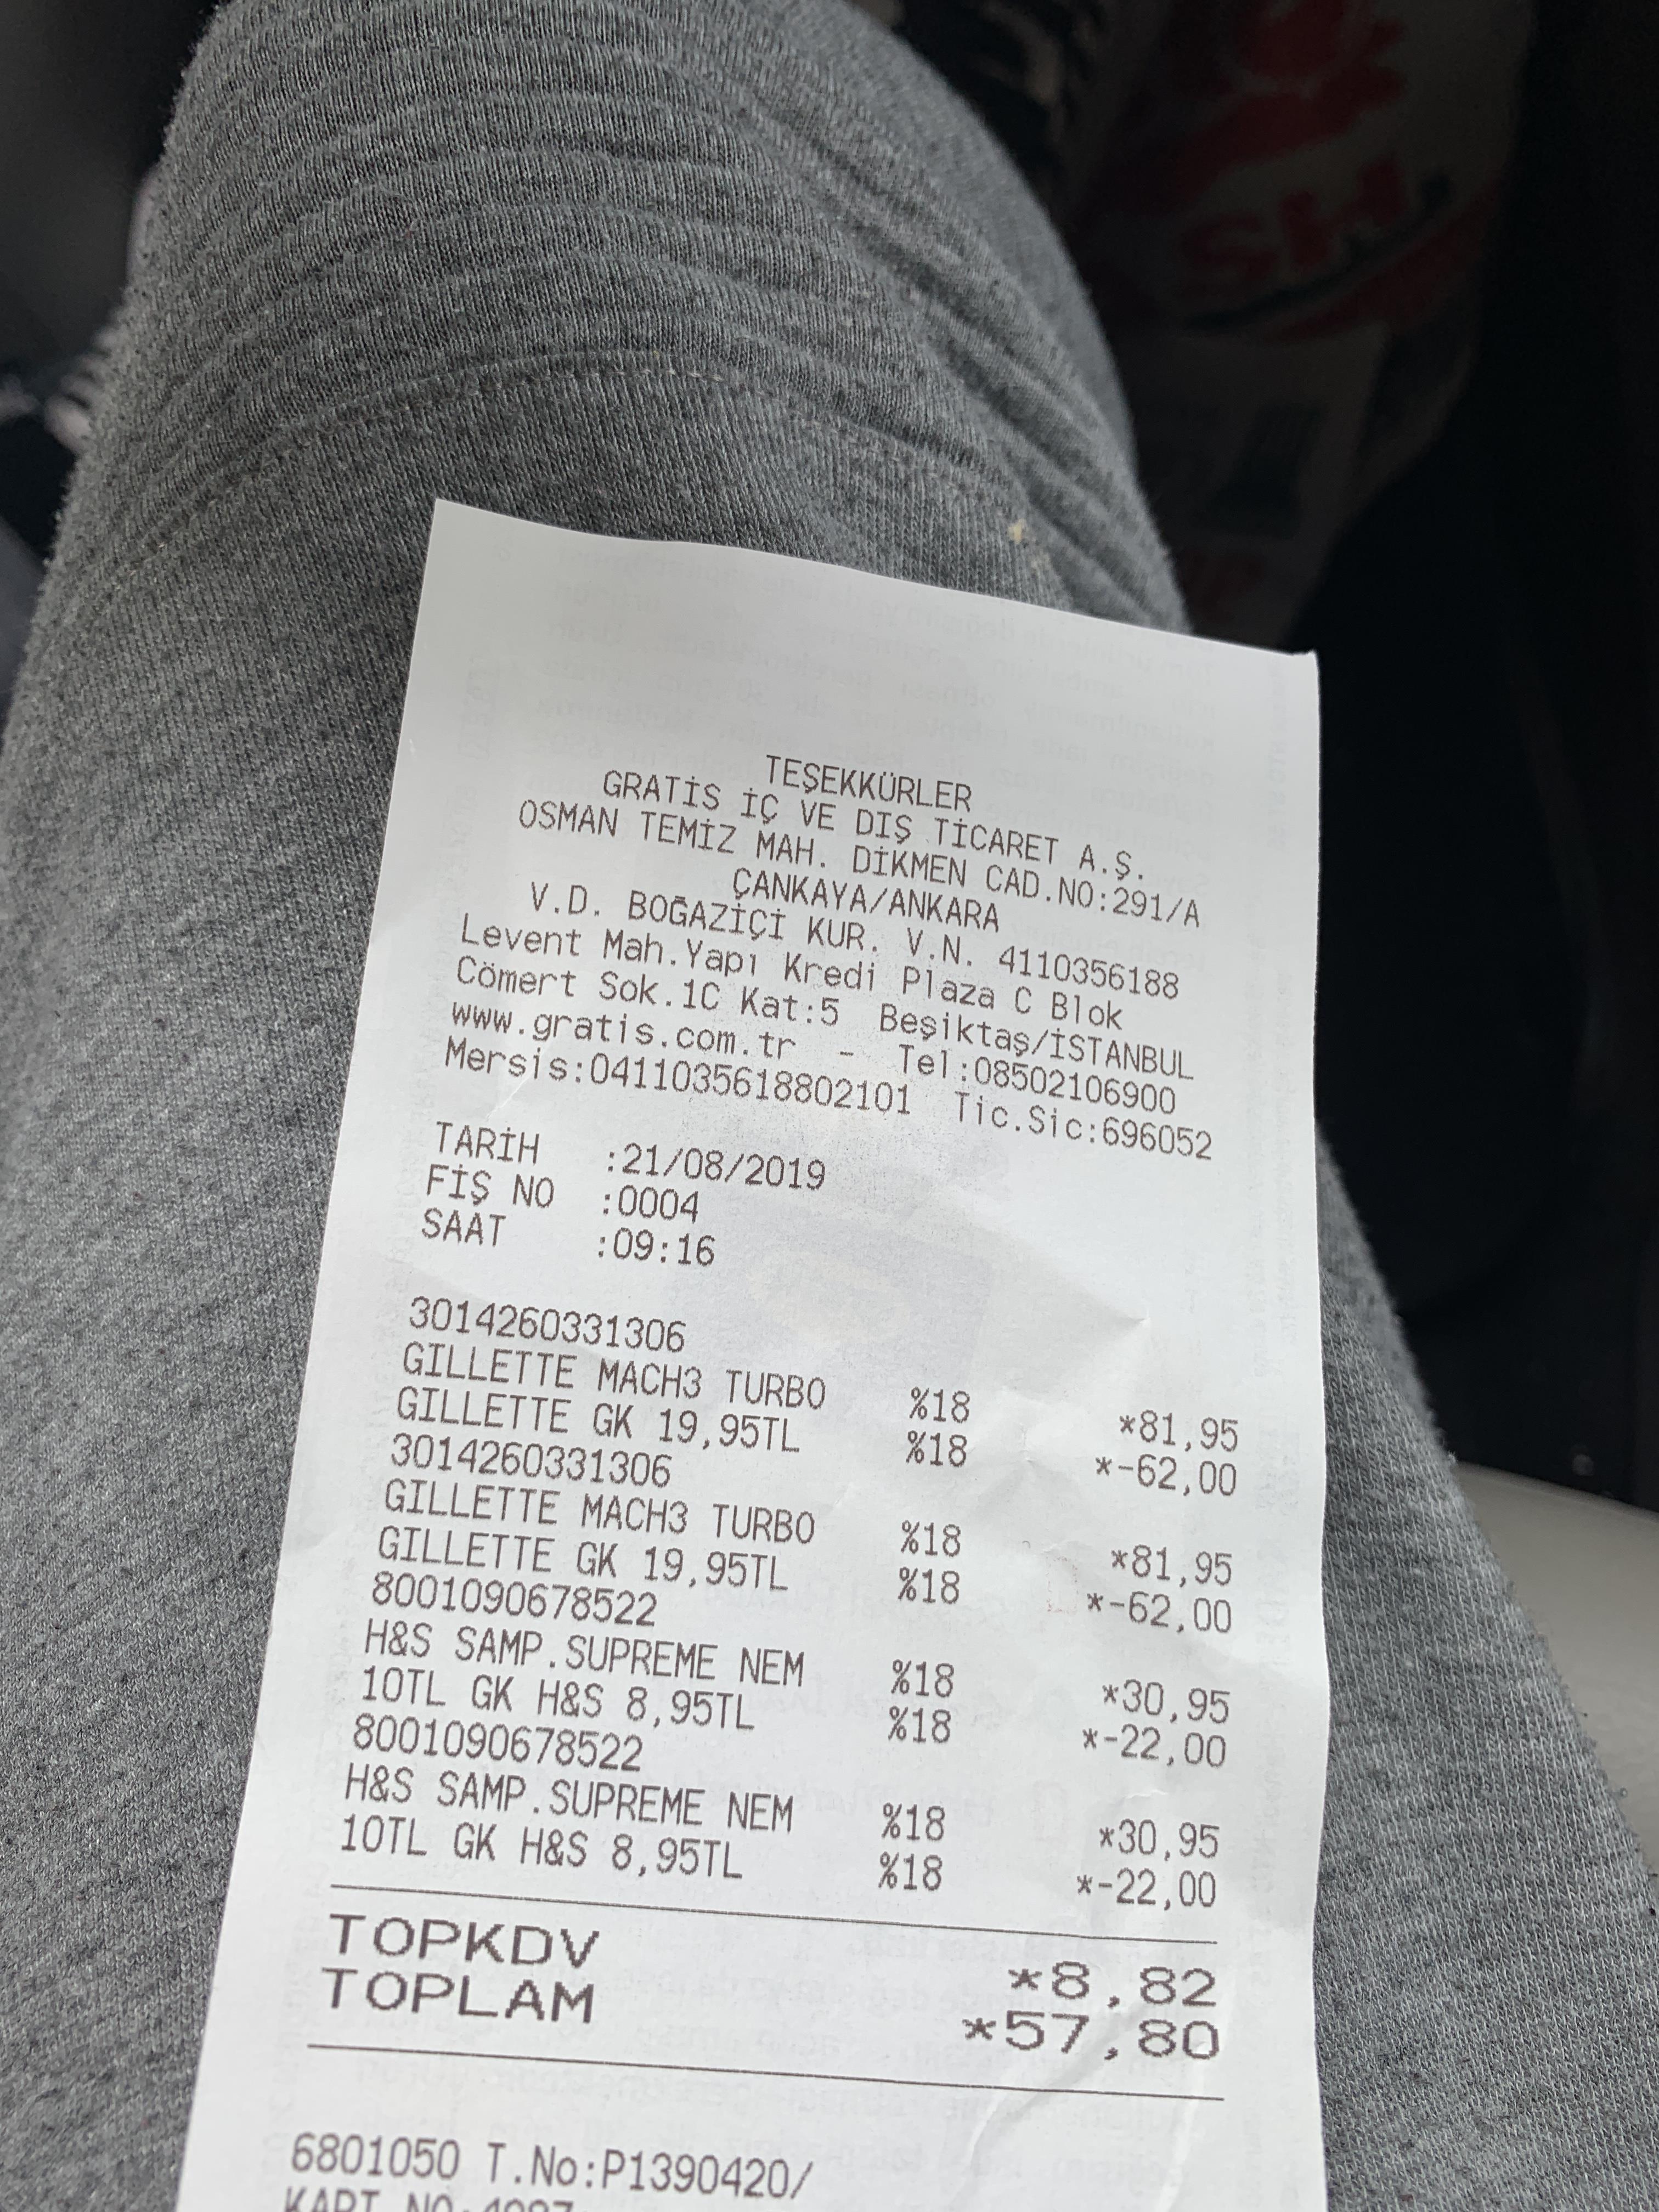 TEŞEKKÜRLER
GRATİS İÇ VE DIŞ TİCARET A.Ş.
OSMAN TEMİZ MAH. DİKMEN CAD.NO:291/A
ÇANKAYA/ANKARA
V.D. BOĞAZİÇİ KUR. V.N. 4110356188
Levent Mah.Yapı Kredi Plaza C Blok
Cömert Sok.1C Kat:5 Beşiktaş/İSTANBUL
www.gratis.com.tr - Tel:08502106900
Mersis:0411035618802101 Tic.Sic:696052
TARİH :21/08/2019
FİŞ NO :0004
SAAT :09:16
3014260331306
GILLETTE MACH3 TURBO %18 *81,95
GILLETTE GK 19,95TL %18 *-62,00
3014260331306
GILLETTE MACH3 TURBO %18 *81,95
GILLETTE GK 19,95TL %18 *-62,00
8001090678522
H&S SAMP.SUPREME NEM %18 *30,95
10TL GK H&S 8,95TL %18 *-22,00
8001090678522
H&S SAMP.SUPREME NEM %18 *30,95
10TL GK H&S 8,95TL %18 *-22,00
TOPKDV *8,82
TOPLAM *57,80
6801050 T.No:P1390420/
KART NO: